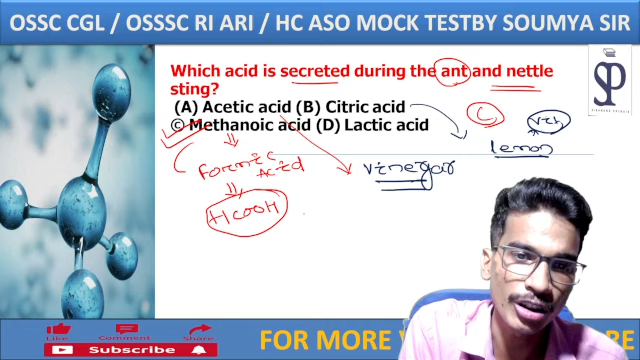 OSSC CGL / OSSSC RI ARI / HC ASO MOCK TESTBY SOUMYA SIR
Which acid is secreted during the ant and nettle
sting?
(A) Acetic acid (B) Citric acid
© Methanoic acid (D) Lactic acid
C
lemon
Formic
Acid
vinegar
HCOOH
SP
Like
Comment
Share
Subscribe
FOR MORE
RE